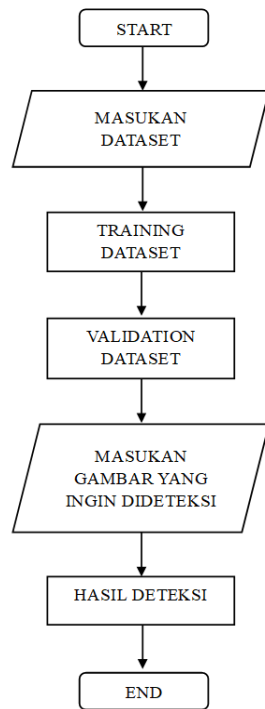 START
MASUKAN
DATASET
TRAINING
DATASET
VALIDATION
DATASET
MASUKAN
GAMBAR YANG
INGIN DIDETEKSI
HASIL DETEKSI
END